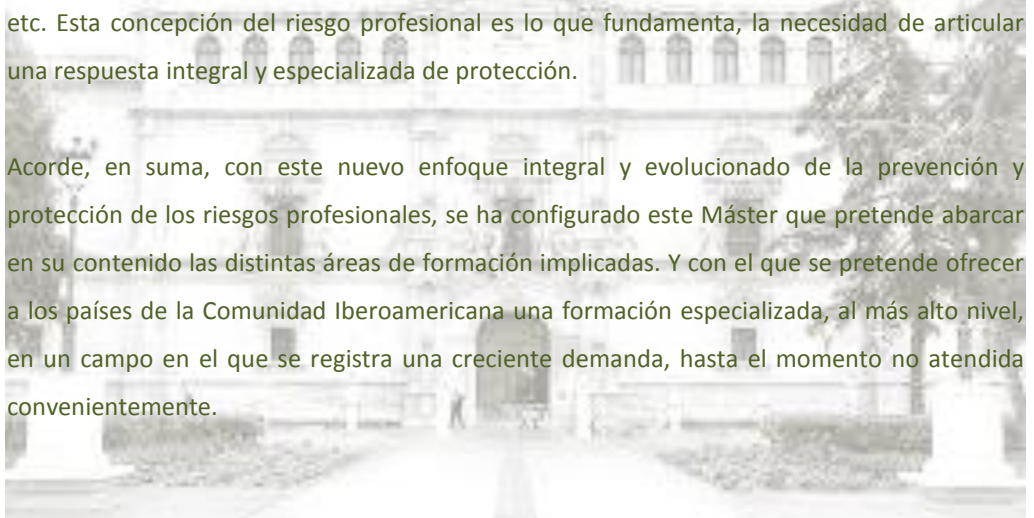 etc. Esta concepción del riesgo profesional es lo que fundamenta, la necesidad de articular
una respuesta integral y especializada de protección.
Acorde, en suma, con este nuevo enfoque integral y evolucionado de la prevención y
protección de los riesgos profesionales, se ha configurado este Máster que pretende abarcar
en su contenido las distintas áreas de formación implicadas. Y con el que se pretende ofrecer
a los países de la Comunidad Iberoamericana una formación especializada, al más alto nivel,
en un campo en el que se registra una creciente demanda, hasta el momento no atendida
convenientemente.